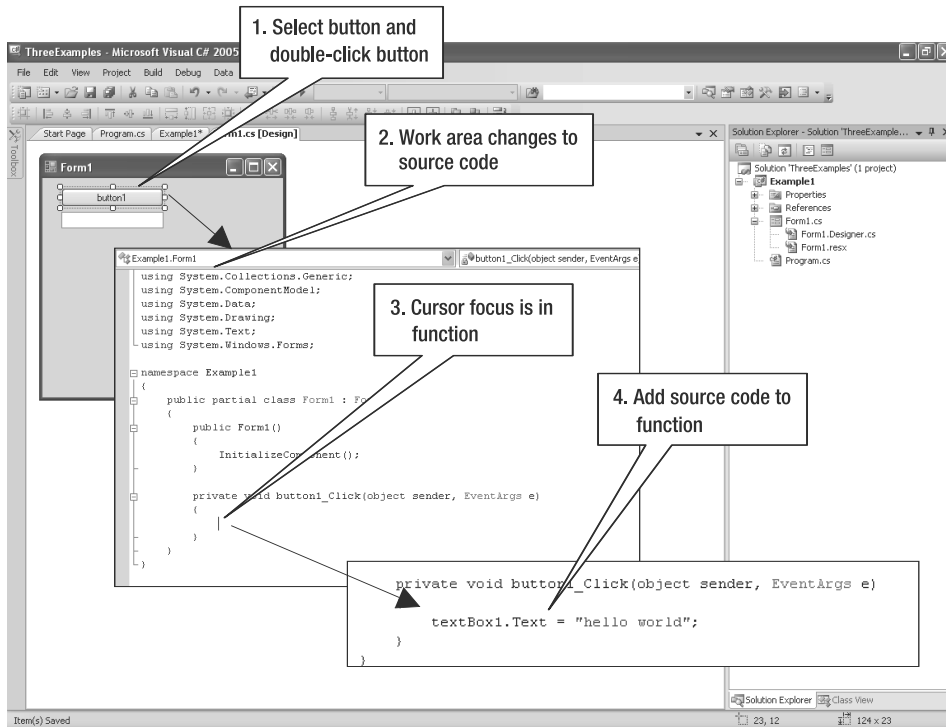 1. Select button and
double-click button
ThreeExamples - Microsoft Visual C# 2005
File Edit View Project Build Debug Data
Start Page Program.cs Example1* [Design]
Toolbox
2. Work area changes to
source code
Form1
button1
Example1.Form1
button1_Click(object sender, EventArgs e
using System.Collections.Generic;
using System.ComponentModel;
using System.Data;
using System.Drawing;
using System.Text;
using System.Windows.Forms;
3. Cursor focus is in
function
namespace Example1
{
public partial class Form1 : Fo
{
public Form1()
{
InitializeComponent();
}
private void button1_Click(object sender, EventArgs e)
{
}
}
}
4. Add source code to
function
private void button1_Click(object sender, EventArgs e)
textBox1.Text = "hello world";
}
}
Solution Explorer - Solution 'ThreeExample...
Solution 'ThreeExamples' (1 project)
Example1
Properties
References
Form1.cs
Form1.Designer.cs
Form1.resx
Program.cs
Solution Explorer Class View
Item(s) Saved
23, 12 124 x 23